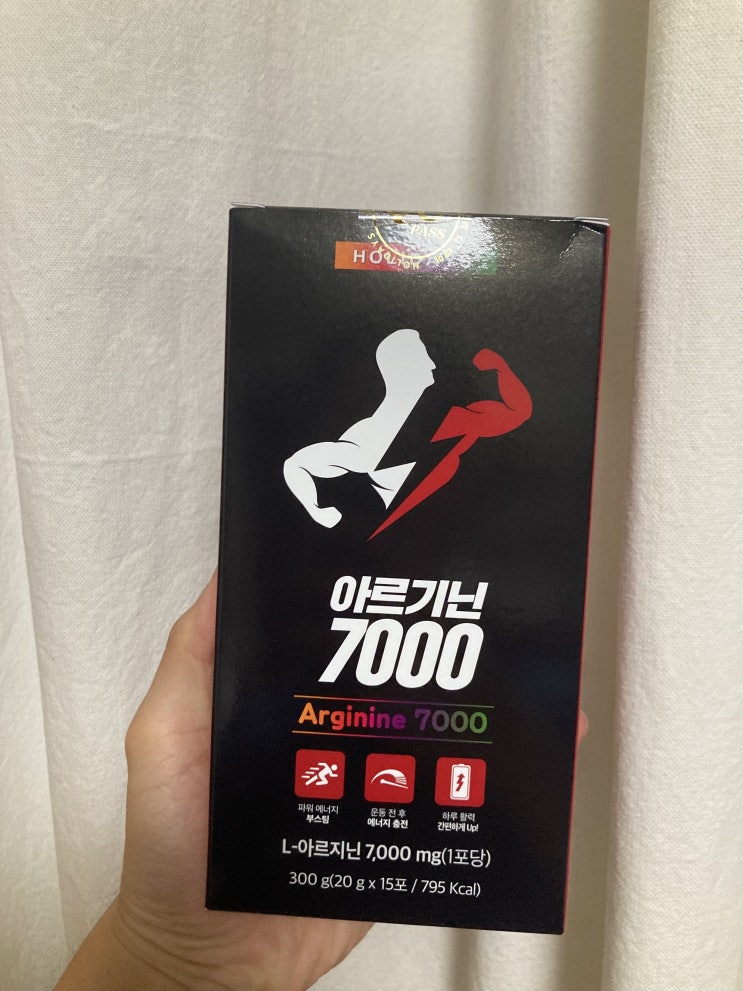 PASS
HOLIDAYS
아르기닌
7000
Arginine 7000
파워 에너지
부스팅
운동 전 후
에너지 충전
하루 활력
간편하게 Up!
L-아르지닌 7,000 mg(1포당)
300 g(20 g x 15포 / 795 Kcal)